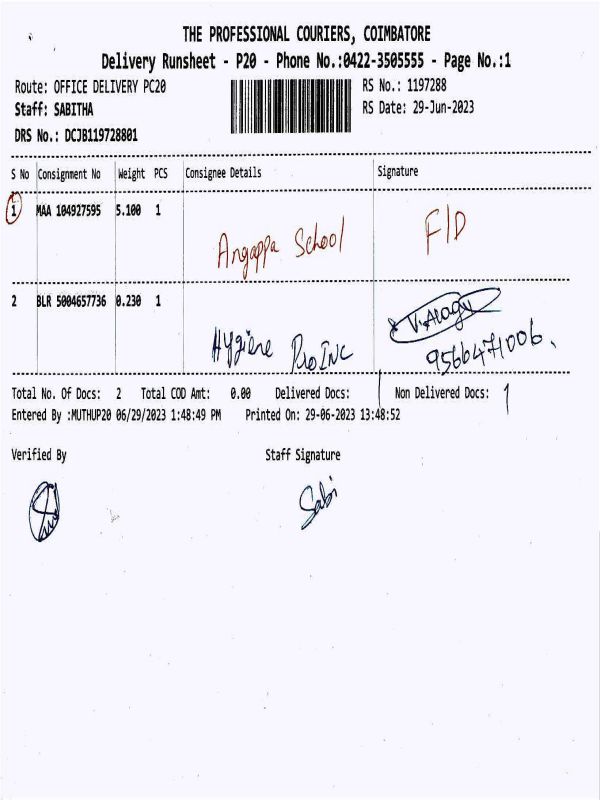 THE PROFESSIONAL COURIERS, COIMBATORE
Delivery Runsheet - P20 - Phone No.:0422-3505555 - Page No.:1
Route: OFFICE DELIVERY PC20 RS No.: 1197288
Staff: SABITHA RS Date: 29-Jun-2023
DRS No.: DCJB119728801
S No Consignment No Weight PCS Consignee Details Signature
1 MAA 104927595 5.100 1
Angappa School F/D
2 BLR 5004657736 0.230 1
V. Alagu
Hygiene Pro INC 9566471006.
Total No. Of Docs: 2 Total COD Amt: 0.00 Delivered Docs: 1 Non Delivered Docs: 1
Entered By :MUTHUP20 06/29/2023 1:48:49 PM Printed On: 29-06-2023 13:48:52
Verified By Staff Signature
Sabi